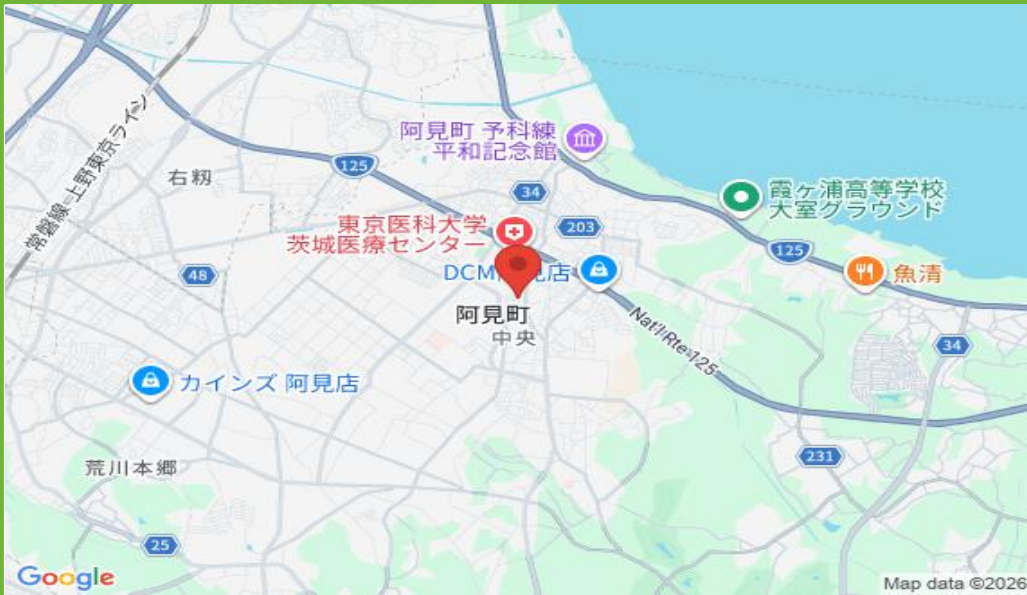 常磐線-上野東京ライン
125
右籾
阿見町 予科練
平和記念館
34
203
東京医科大学
茨城医療センター
霞ヶ浦高等学校
大室グラウンド
125
48
DCM 見店
魚清
阿見町
中央
Nat'l Rte 125
34
カインズ 阿見店
231
荒川本郷
25
Google
Map data ©2026